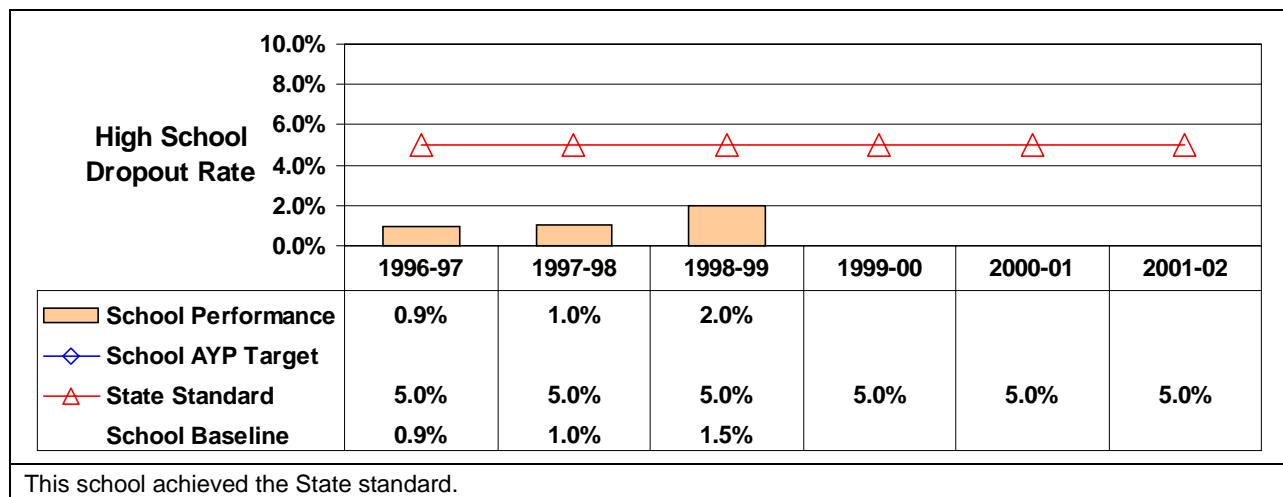 10.0%
8.0%
6.0%
4.0%
2.0%
0.0%
High School
Dropout Rate
1996-97 1997-98 1998-99 1999-00 2000-01 2001-02
School Performance 0.9% 1.0% 2.0%
School AYP Target
State Standard 5.0% 5.0% 5.0% 5.0% 5.0% 5.0%
School Baseline 0.9% 1.0% 1.5%
This school achieved the State standard.